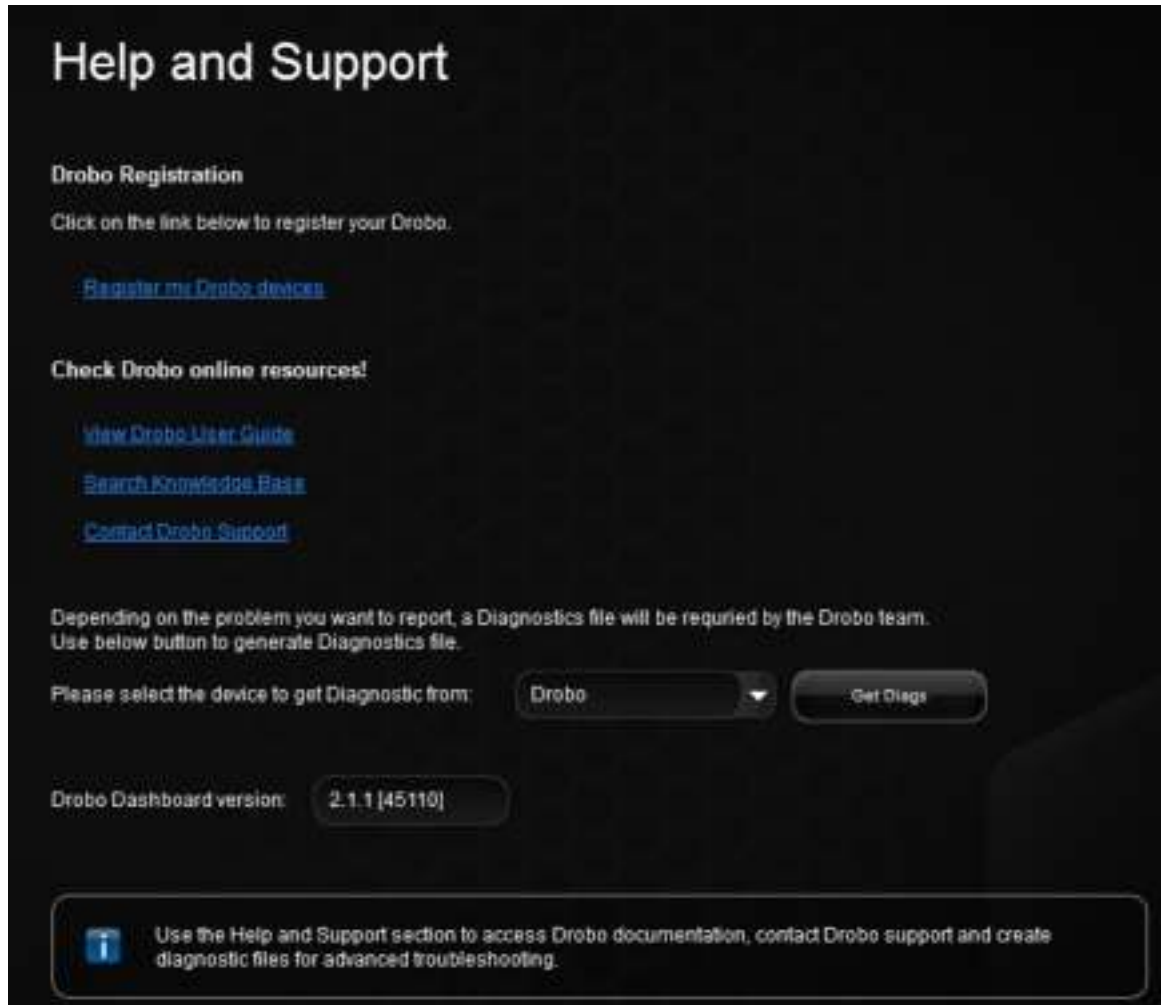 Help and Support
Drobo Registration
Click on the link below to register your Drobo.
Register my Drobo devices
Check Drobo online resources!
View Drobo User Guide
Search Knowledge Base
Contact Drobo Support
Depending on the problem you want to report, a Diagnostics file will be requried by the Drobo team.
Use below button to generate Diagnostics file.
Please select the device to get Diagnostic from: Drobo Get Diags
Drobo Dashboard version: 2.1.1 [45110]
Use the Help and Support section to access Drobo documentation, contact Drobo support and create
diagnostic files for advanced troubleshooting.